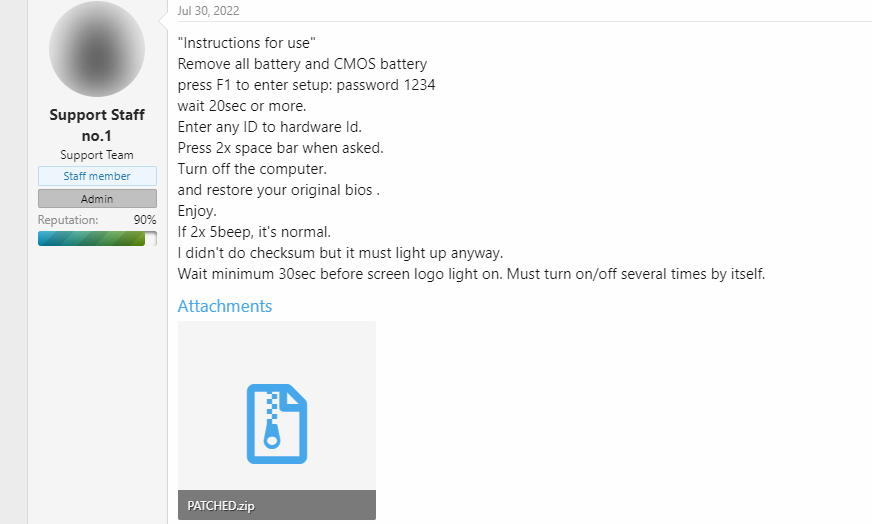 Jul 30, 2022
Support Staff
no.1
Support Team
Staff member
Admin
Reputation: 90%
"Instructions for use"
Remove all battery and CMOS battery
press F1 to enter setup: password 1234
wait 20sec or more.
Enter any ID to hardware Id.
Press 2x space bar when asked.
Turn off the computer.
and restore your original bios .
Enjoy.
If 2x 5beep, it's normal.
I didn't do checksum but it must light up anyway.
Wait minimum 30sec before screen logo light on. Must turn on/off several times by itself.
Attachments
PATCHED.zip